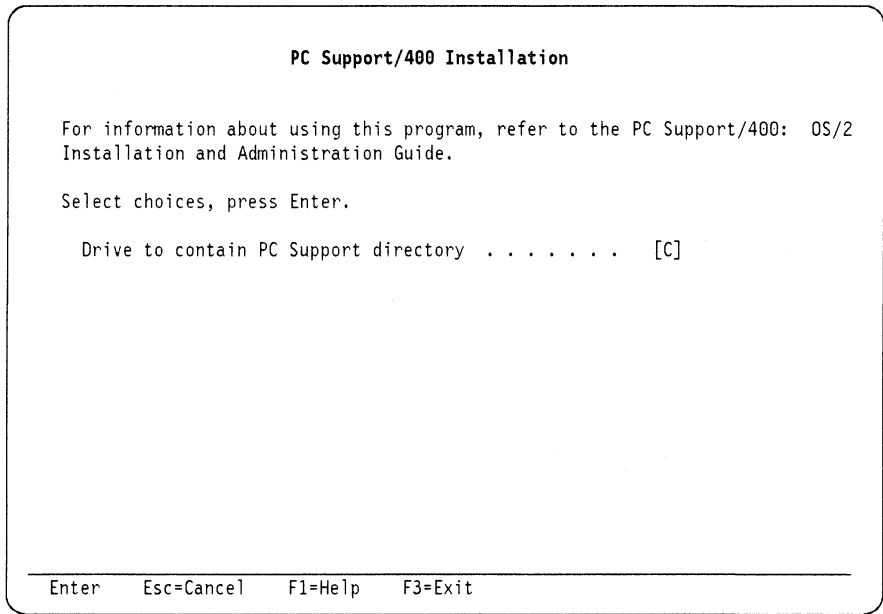 PC Support/400 Installation
For information about using this program, refer to the PC Support/400: OS/2
Installation and Administration Guide.
Select choices, press Enter.
Drive to contain PC Support directory . . . . . . . [C]
Enter Esc=Cancel F1=Help F3=Exit